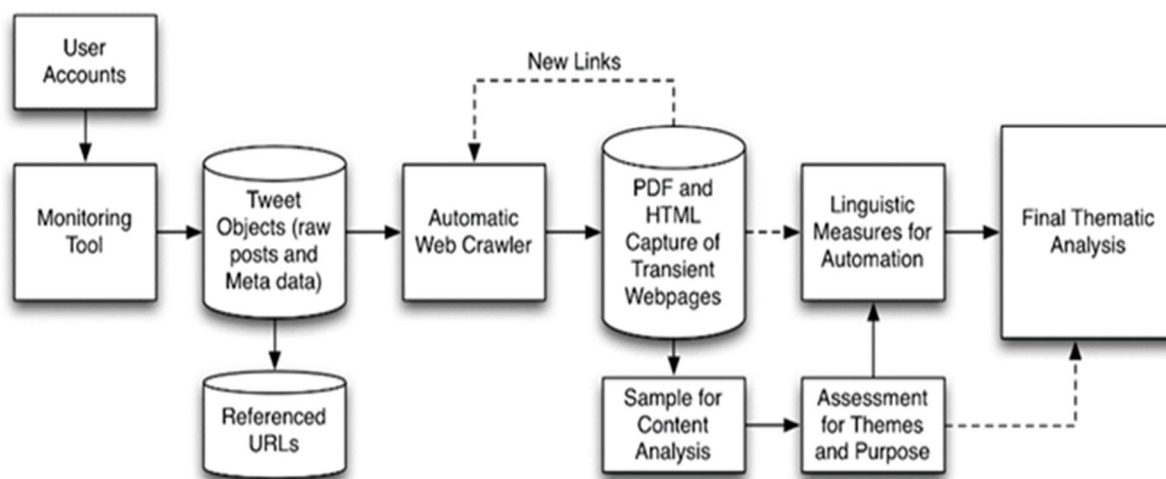 User
Accounts
New Links
Monitoring
Tool
Tweet
Objects (raw
posts and
Meta data)
Automatic
Web Crawler
PDF and
HTML
Capture of
Transient
Webpages
Linguistic
Measures for
Automation
Final Thematic
Analysis
Referenced
URLs
Sample for
Content
Analysis
Assessment
for Themes
and Purpose